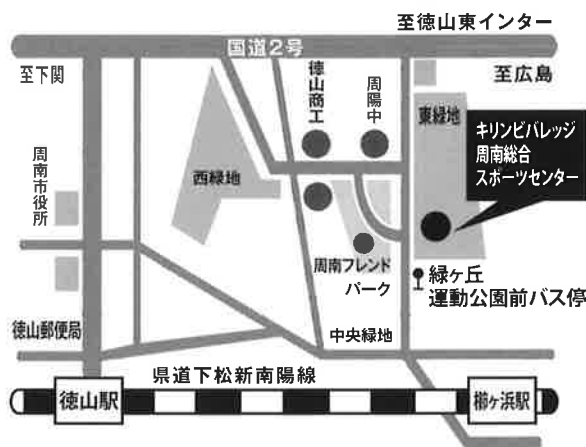 至徳山東インター
国道2号
至下関
至広島
徳山商工
周陽中
東緑地
キリンビバレッジ
周南総合
スポーツセンター
周南市役所
西緑地
周南フレンド
パーク
緑ヶ丘
運動公園前バス停
徳山郵便局
中央緑地
県道下松新南陽線
徳山駅
櫛ヶ浜駅